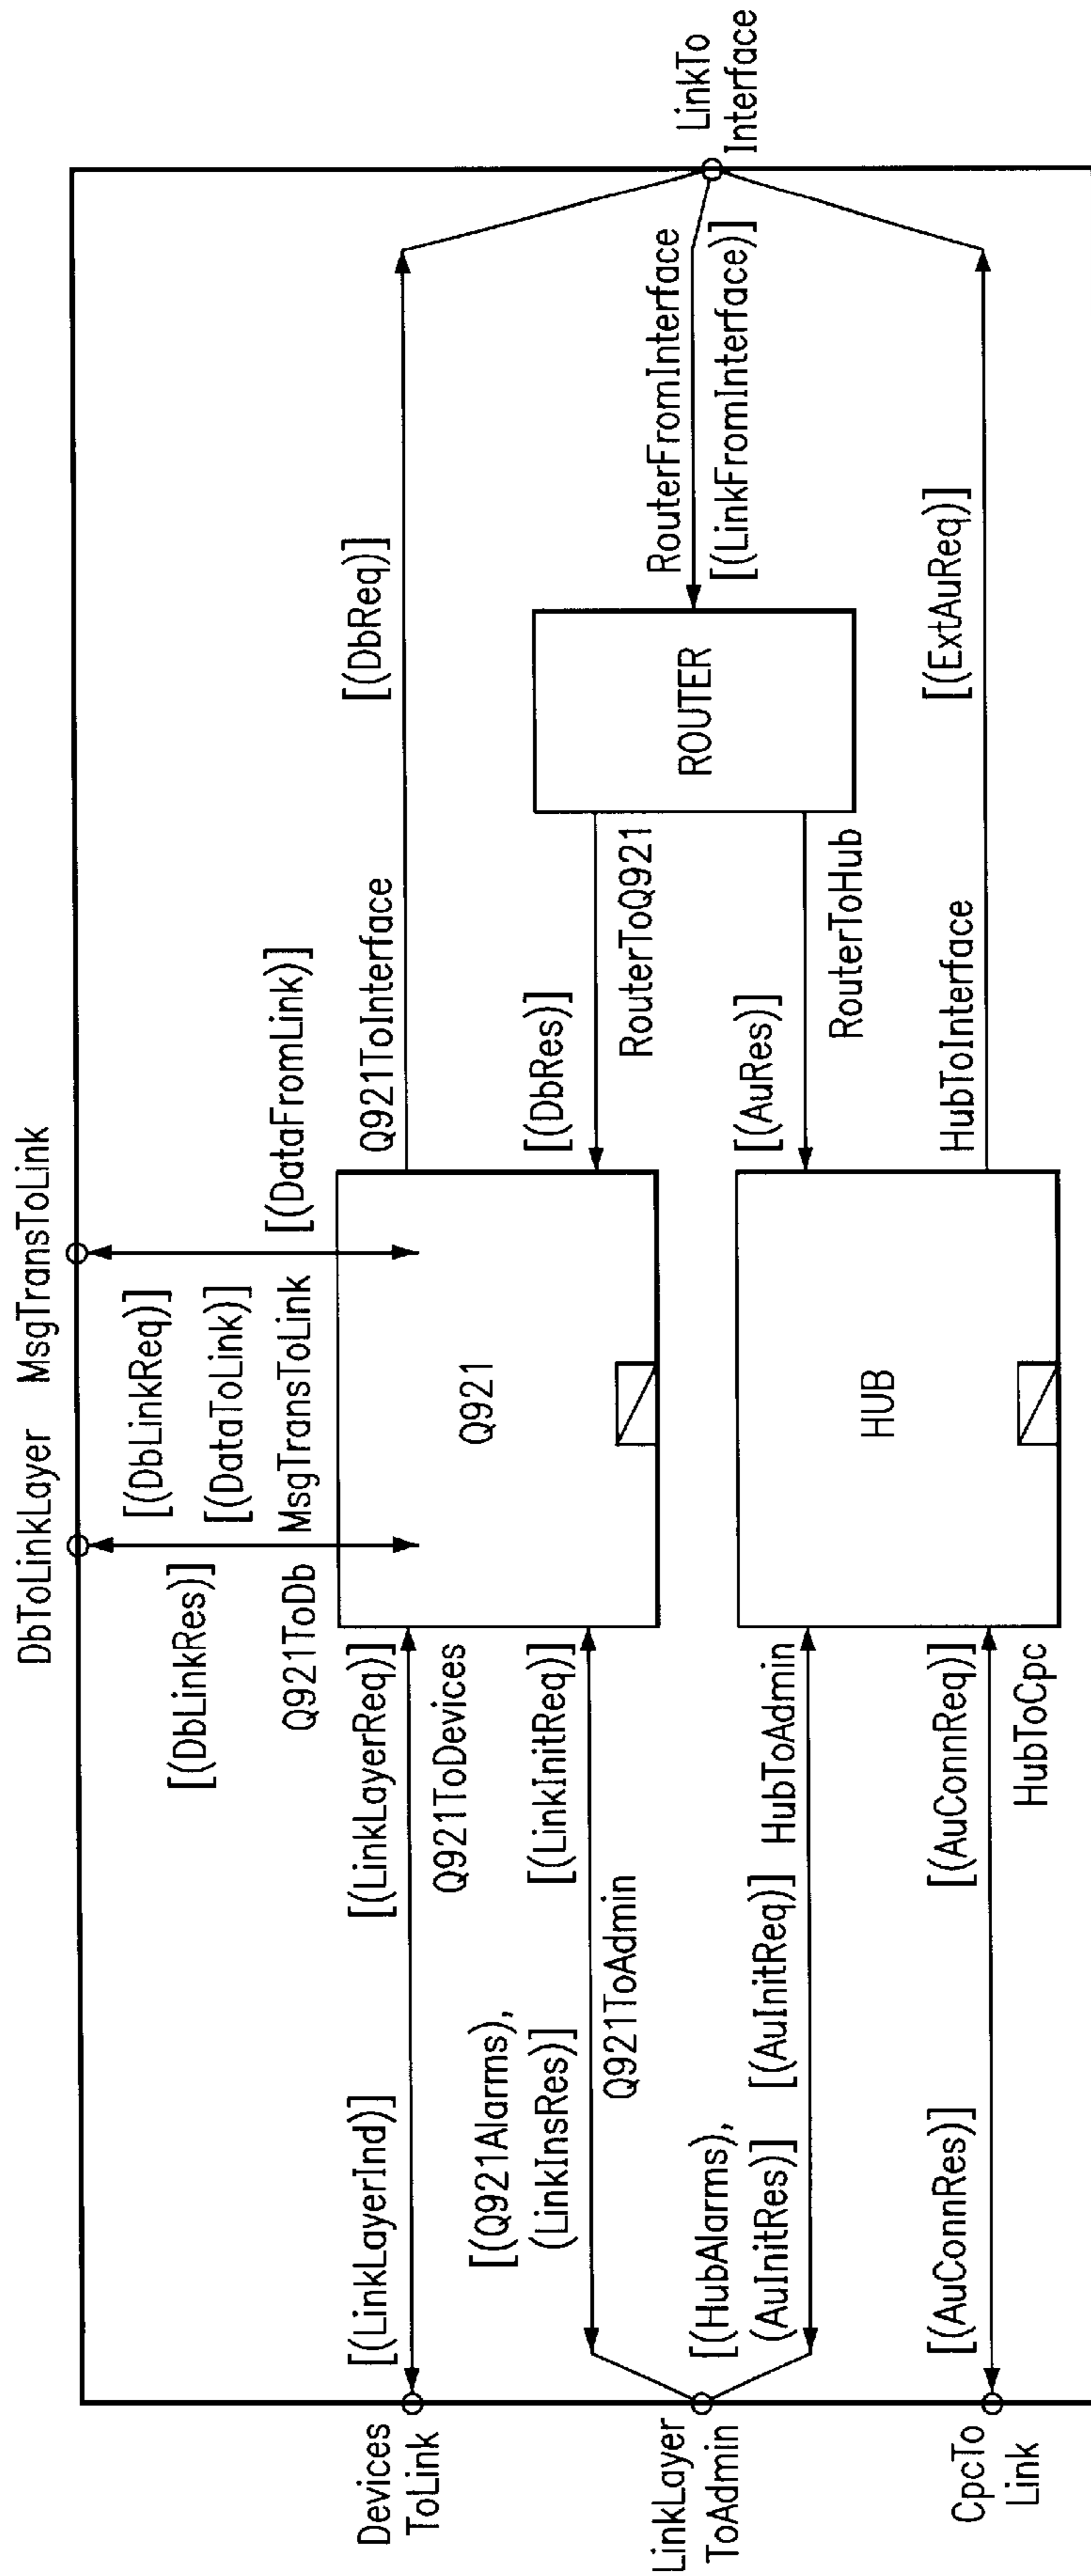 DbToLinkLayer MsgTransToLink
[(DbLinkRes)]
[(DbLinkReq)]
[(DataToLink)]
[(DataFromLink)]
Q921ToDb MsgTransToLink
Q921ToInterface
[(DbReq)]
Devices
ToLink
[(LinkLayerInd)]
[(LinkLayerReq)]
Q921ToDevices
Q921
[(Q921Alarms),
(LinkInsRes)]
[(LinkInitReq)]
Q921ToAdmin
[(DbRes)]
RouterToQ921
ROUTER
RouterFromInterface
[(LinkFromInterface)]
LinkTo
Interface
LinkLayer
ToAdmin
[(HubAlarms),
(AuInitRes)]
[(AuInitReq)] HubToAdmin
HUB
[(AuRes)]
RouterToHub
CpcTo
Link
[(AuConnRes)]
[(AuConnReq)]
HubToCpc
HubToInterface
[(ExtAuReq)]